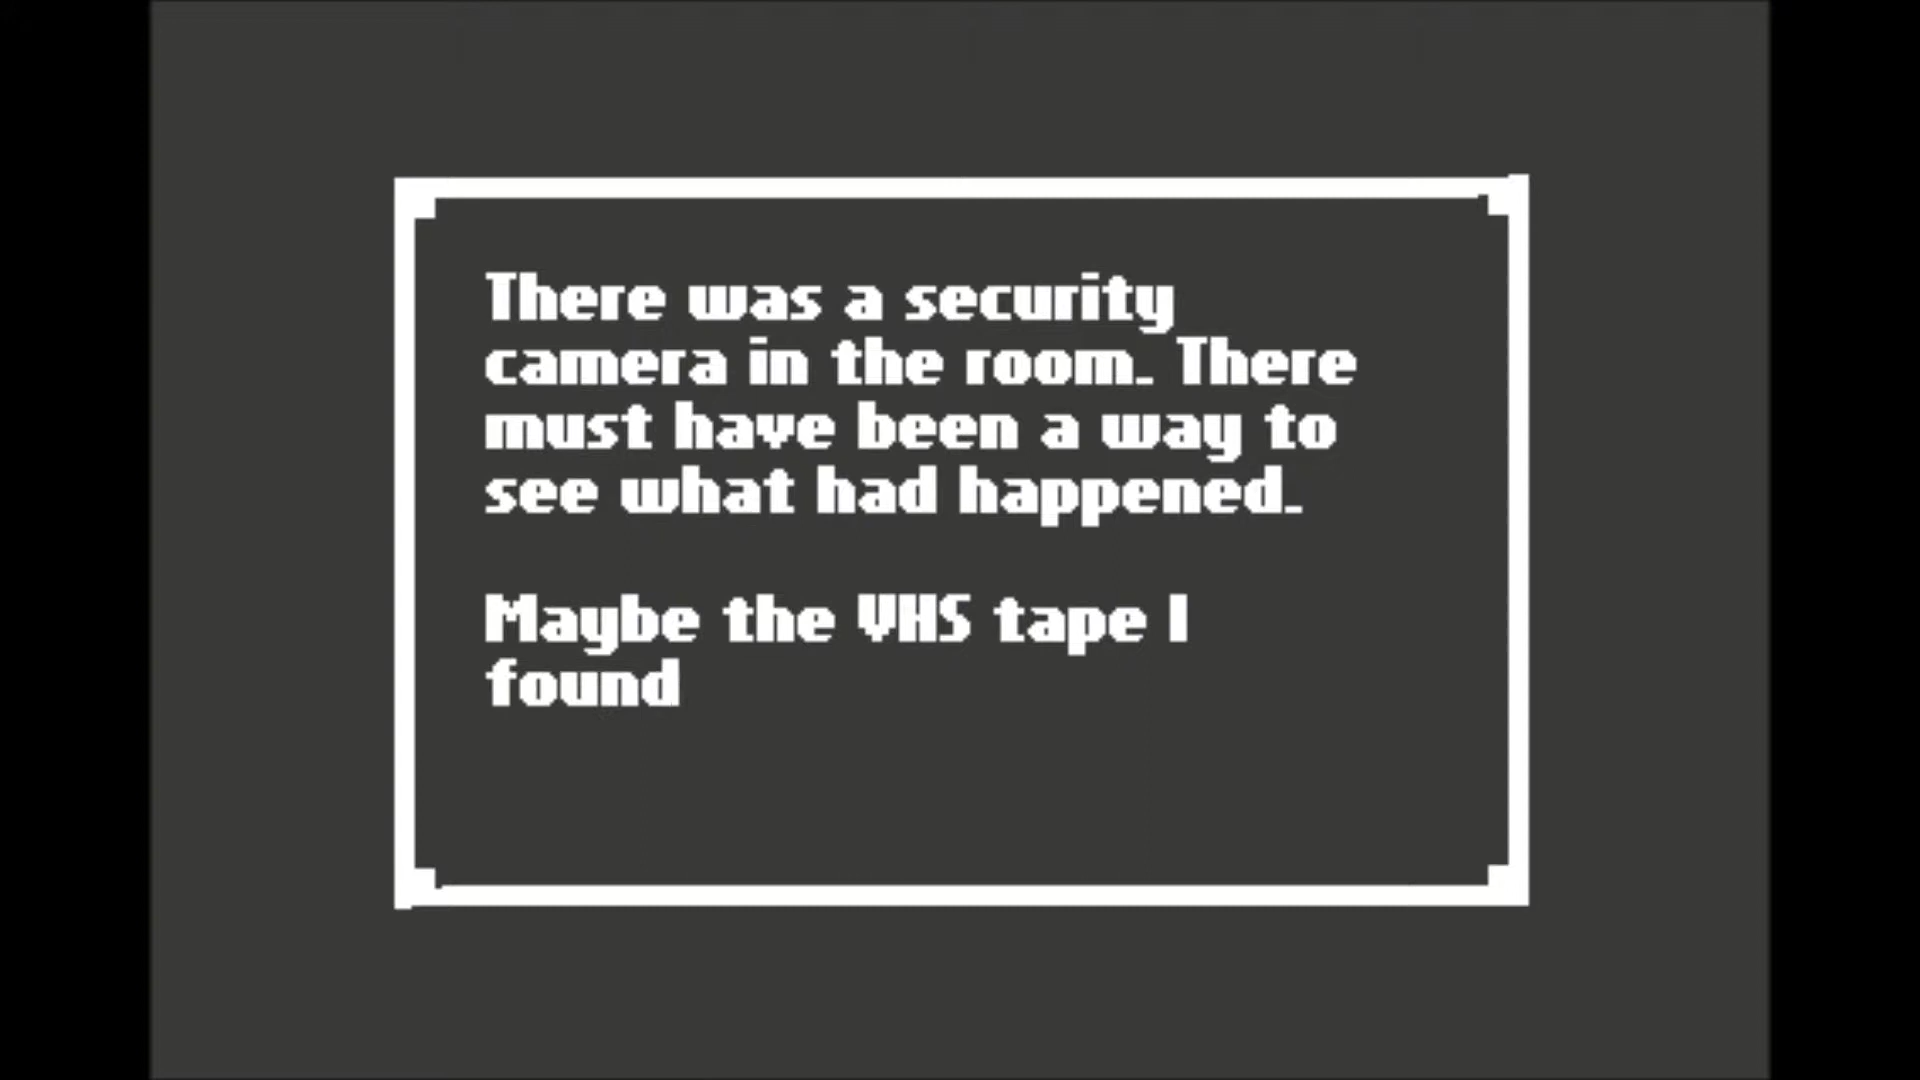 There was a security
camera in the room. There
must have been a way to
see what had happened.
Maybe the VHS tape I
found